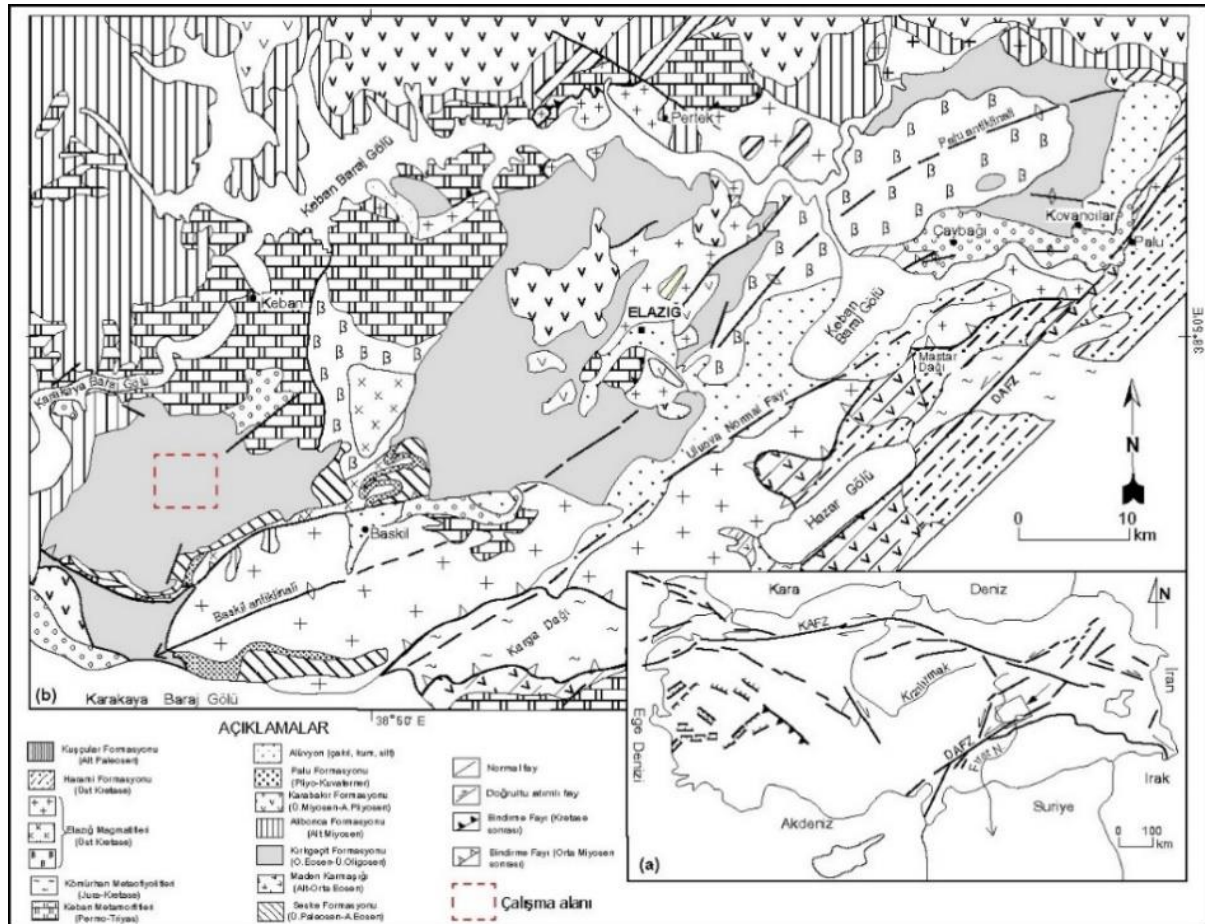 Pertek
Palu antiklinali
Keban Baraj Gölü
Kovancılar
Çaybağı
Palu
Keban
ELAZIĞ
Keban
Baraj Gölü
38°50'E
Mastar
Dağı
Karakaya Baraj Gölü
DAFZ
Uluova Normal Fayı
N
Hazar Gölü
0 10
km
Baskil
Baskil antiklinali
Karga Dağı
(b) Karakaya Baraj Gölü
38°50' E
Kara Deniz
N
KAFZ
Kızılırmak
İran
Ege Denizi
DAFZ
Fırat N.
Irak
Suriye
Akdeniz
0 100
km
(a)
AÇIKLAMALAR
Kuşçular Formasyonu
(Alt Paleosen)
Harami Formasyonu
(Üst Kretase)
Elazığ Magmatitleri
(Üst Kretase)
Kömürhan Metaofiyolitleri
(Jura-Kretase)
Keban Metamorfitleri
(Permo-Triyas)
Alüvyon (çakıl, kum, silt)
Palu Formasyonu
(Pliyo-Kuvaterner)
Karabakır Formasyonu
(Ü.Miyosen-A.Pliyosen)
Alibonca Formasyonu
(Alt Miyosen)
Kırkgeçit Formasyonu
(O.Eosen-Ü.Oligosen)
Maden Karmaşığı
(Alt-Orta Eosen)
Seske Formasyonu
(Ü.Paleosen-A.Eosen)
Normal fay
Doğrultu atımlı fay
Bindirme Fayı (Kretase
sonrası)
Bindirme Fayı (Orta Miyosen
sonrası)
Çalışma alanı